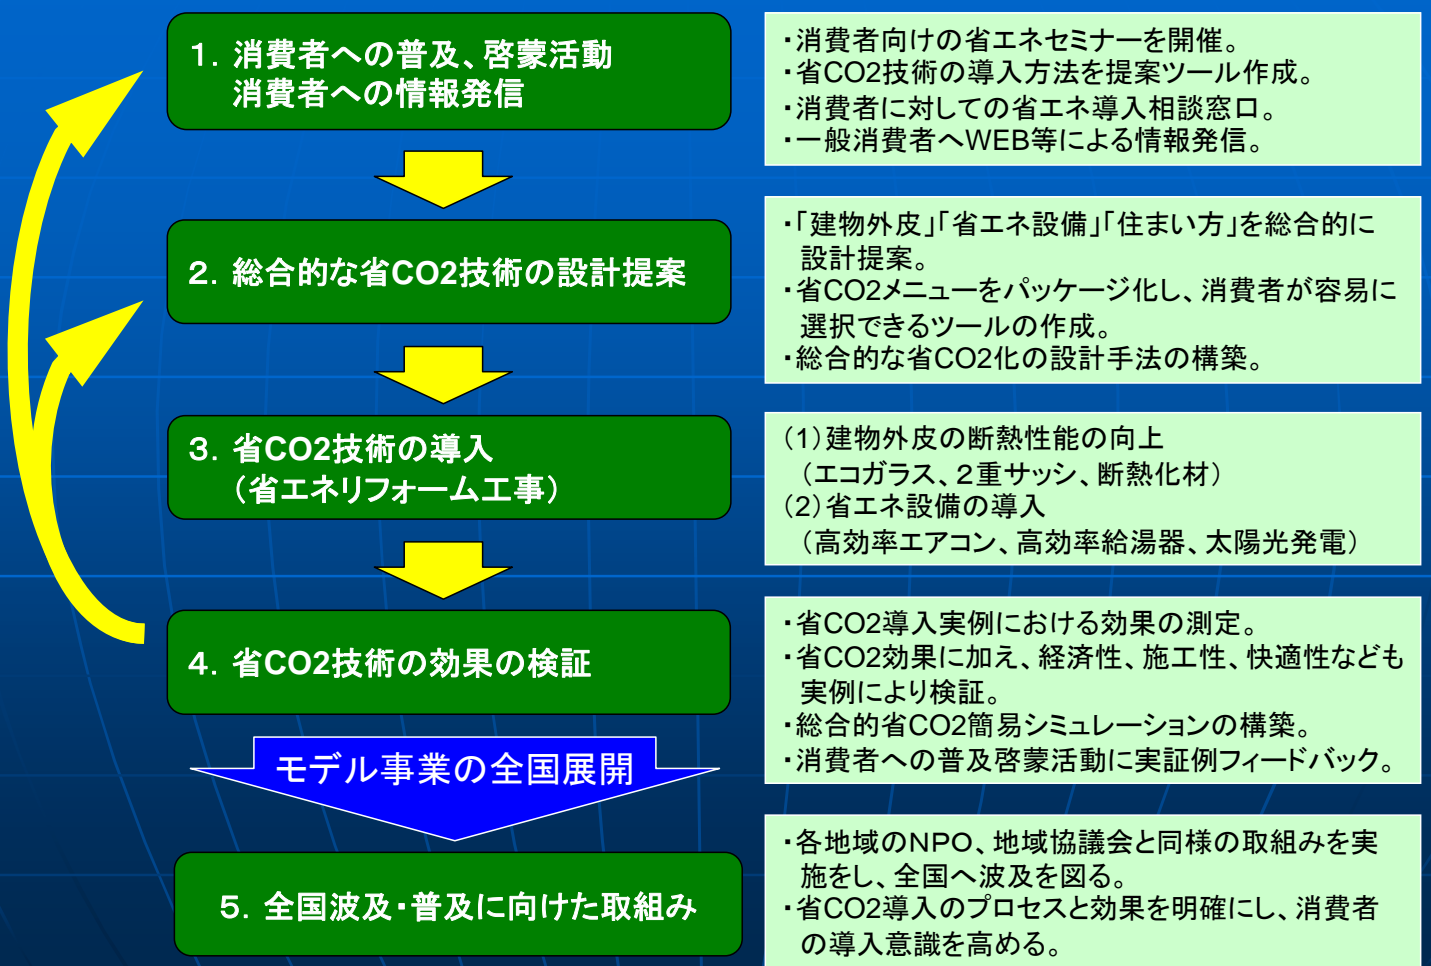 １．消費者への普及、啓蒙活動
消費者への情報発信
・消費者向けの省エネセミナーを開催。
・省CO2技術の導入方法を提案ツール作成。
・消費者に対しての省エネ導入相談窓口。
・一般消費者へWEB等による情報発信。
２．総合的な省CO2技術の設計提案
・「建物外皮」「省エネ設備」「住まい方」を総合的に
設計提案。
・省CO2メニューをパッケージ化し、消費者が容易に
選択できるツールの作成。
・総合的な省CO2化の設計手法の構築。
３．省CO2技術の導入
（省エネリフォーム工事）
（1）建物外皮の断熱性能の向上
（エコガラス、２重サッシ、断熱化材）
（2）省エネ設備の導入
（高効率エアコン、高効率給湯器、太陽光発電）
４．省CO2技術の効果の検証
・省CO2導入実例における効果の測定。
・省CO2効果に加え、経済性、施工性、快適性なども
実例により検証。
・総合的省CO2簡易シミュレーションの構築。
・消費者への普及啓蒙活動に実証例フィードバック。
モデル事業の全国展開
５．全国波及・普及に向けた取組み
・各地域のＮＰＯ、地域協議会と同様の取組みを実
施をし、全国へ波及を図る。
・省CO2導入のプロセスと効果を明確にし、消費者
の導入意識を高める。